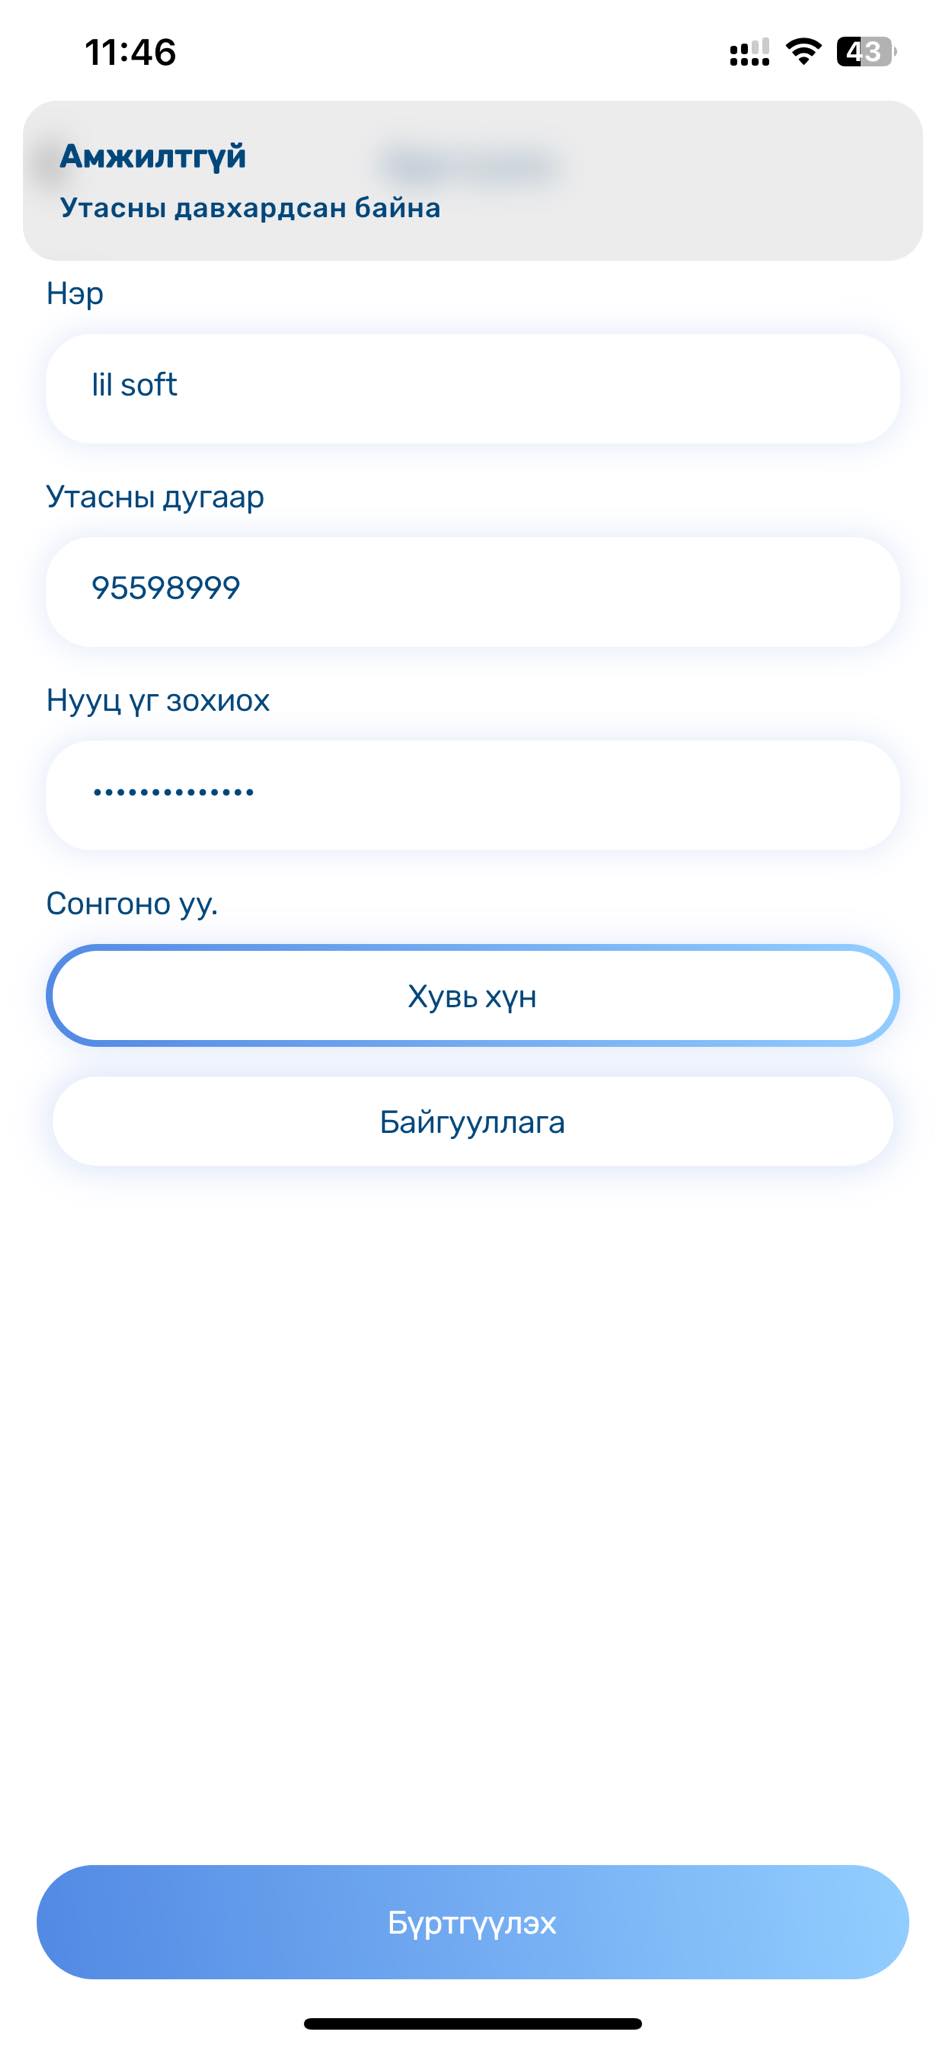 11:46
43
Амжилтгүй
Утасны давхардсан байна
Нэр
lil soft
Утасны дугаар
95598999
Нууц үг зохиох
••••••••••••••
Сонгоно уу.
Хувь хүн
Байгууллага
Бүртгүүлэх